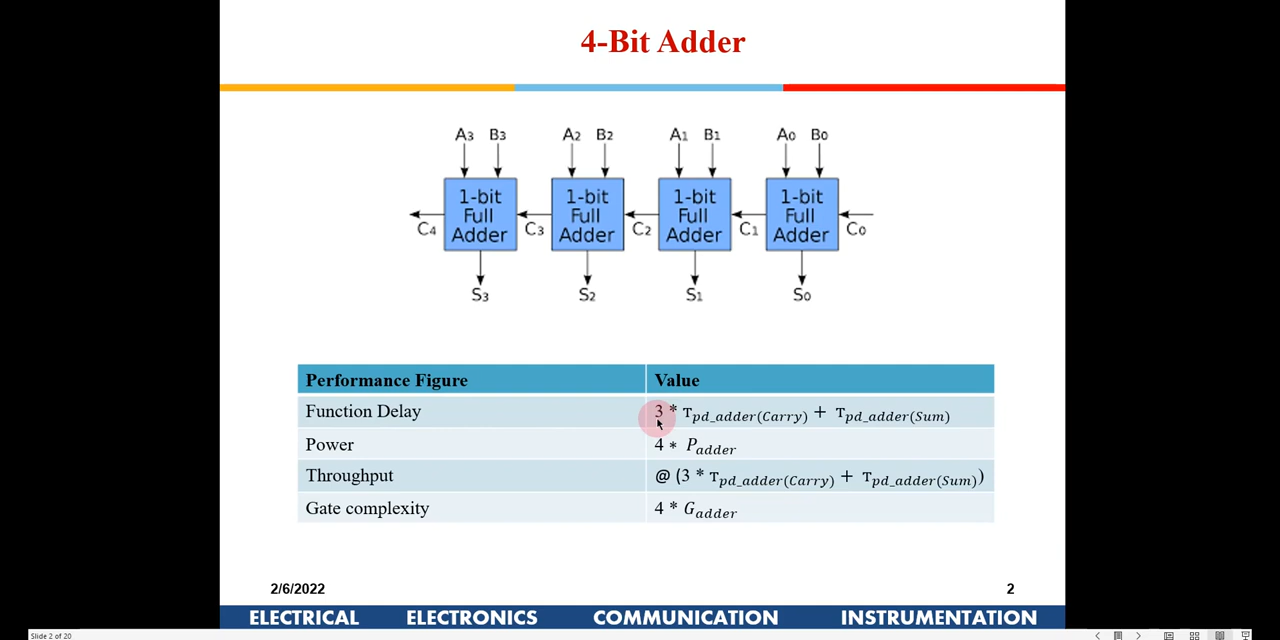 4-Bit Adder
A3 B3 A2 B2 A1 B1 A0 B0
1-bit Full Adder 1-bit Full Adder 1-bit Full Adder 1-bit Full Adder
C4 C3 C2 C1 C0
S3 S2 S1 S0
Performance Figure Value
Function Delay 3 * T_pd_adder(Carry) + T_pd_adder(Sum)
Power 4 * P_adder
Throughput @ (3 * T_pd_adder(Carry) + T_pd_adder(Sum))
Gate complexity 4 * G_adder
2/6/2022 2
ELECTRICAL ELECTRONICS COMMUNICATION INSTRUMENTATION
Slide 2 of 20